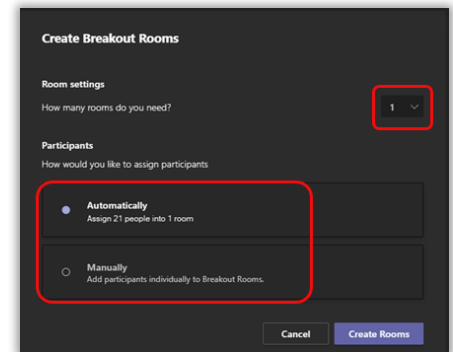 Create Breakout Rooms
Room settings
How many rooms do you need?
1
Participants
How would you like to assign participants
Automatically
Assign 21 people into 1 room
Manually
Add participants individually to Breakout Rooms.
Cancel
Create Rooms